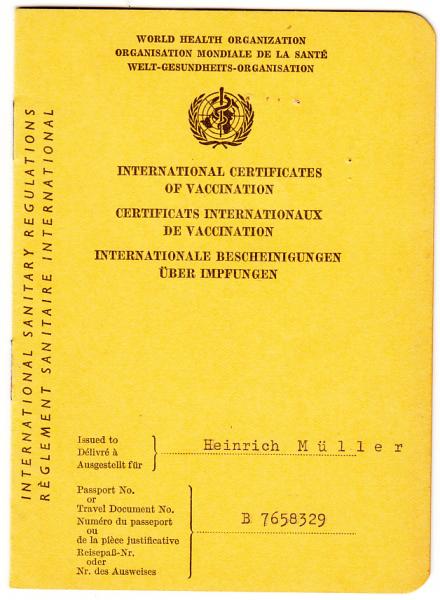 WORLD HEALTH ORGANIZATION
ORGANISATION MONDIALE DE LA SANTÉ
WELT-GESUNDHEITS-ORGANISATION
INTERNATIONAL CERTIFICATES
OF VACCINATION
CERTIFICATS INTERNATIONAUX
DE VACCINATION
INTERNATIONALE BESCHEINIGUNGEN
ÜBER IMPFUNGEN
INTERNATIONAL SANITARY REGULATIONS
RÈGLEMENT SANITAIRE INTERNATIONAL
Issued to
Délivré à
Ausgestellt für
Heinrich Müller
Passport No.
or
Travel Document No.
Numéro du passeport
ou
de la pièce justificative
Reisepaß-Nr.
oder
Nr. des Ausweises
B 7658329